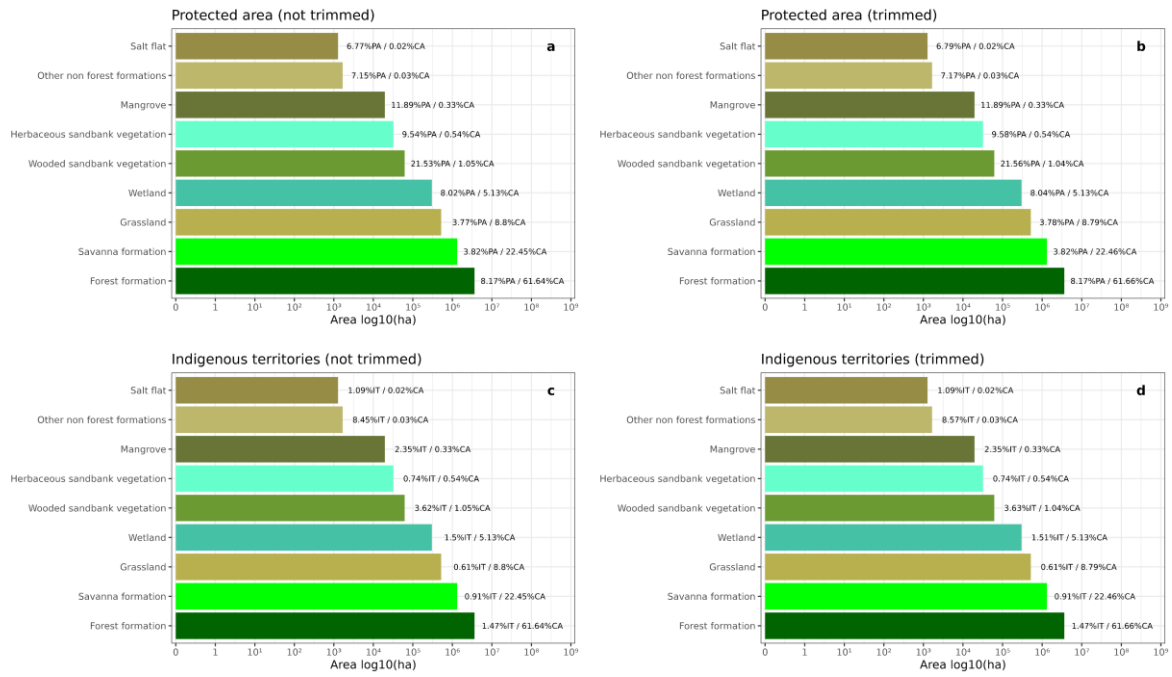 Protected area (not trimmed)
a
Salt flat
6.77%PA / 0.02%CA
Other non forest formations
7.15%PA / 0.03%CA
Mangrove
11.89%PA / 0.33%CA
Herbaceous sandbank vegetation
9.54%PA / 0.54%CA
Wooded sandbank vegetation
21.53%PA / 1.05%CA
Wetland
8.02%PA / 5.13%CA
Grassland
3.77%PA / 8.8%CA
Savanna formation
3.82%PA / 22.45%CA
Forest formation
8.17%PA / 61.64%CA
0 1 10¹ 10² 10³ 10⁴ 10⁵ 10⁶ 10⁷ 10⁸ 10⁹
Area log10(ha)
Protected area (trimmed)
b
Salt flat
6.79%PA / 0.02%CA
Other non forest formations
7.17%PA / 0.03%CA
Mangrove
11.89%PA / 0.33%CA
Herbaceous sandbank vegetation
9.58%PA / 0.54%CA
Wooded sandbank vegetation
21.56%PA / 1.04%CA
Wetland
8.04%PA / 5.13%CA
Grassland
3.78%PA / 8.79%CA
Savanna formation
3.82%PA / 22.46%CA
Forest formation
8.17%PA / 61.66%CA
0 1 10¹ 10² 10³ 10⁴ 10⁵ 10⁶ 10⁷ 10⁸ 10⁹
Area log10(ha)
Indigenous territories (not trimmed)
c
Salt flat
1.09%IT / 0.02%CA
Other non forest formations
8.45%IT / 0.03%CA
Mangrove
2.35%IT / 0.33%CA
Herbaceous sandbank vegetation
0.74%IT / 0.54%CA
Wooded sandbank vegetation
3.62%IT / 1.05%CA
Wetland
1.5%IT / 5.13%CA
Grassland
0.61%IT / 8.8%CA
Savanna formation
0.91%IT / 22.45%CA
Forest formation
1.47%IT / 61.64%CA
0 1 10¹ 10² 10³ 10⁴ 10⁵ 10⁶ 10⁷ 10⁸ 10⁹
Area log10(ha)
Indigenous territories (trimmed)
d
Salt flat
1.09%IT / 0.02%CA
Other non forest formations
8.57%IT / 0.03%CA
Mangrove
2.35%IT / 0.33%CA
Herbaceous sandbank vegetation
0.74%IT / 0.54%CA
Wooded sandbank vegetation
3.63%IT / 1.04%CA
Wetland
1.51%IT / 5.13%CA
Grassland
0.61%IT / 8.79%CA
Savanna formation
0.91%IT / 22.46%CA
Forest formation
1.47%IT / 61.66%CA
0 1 10¹ 10² 10³ 10⁴ 10⁵ 10⁶ 10⁷ 10⁸ 10⁹
Area log10(ha)